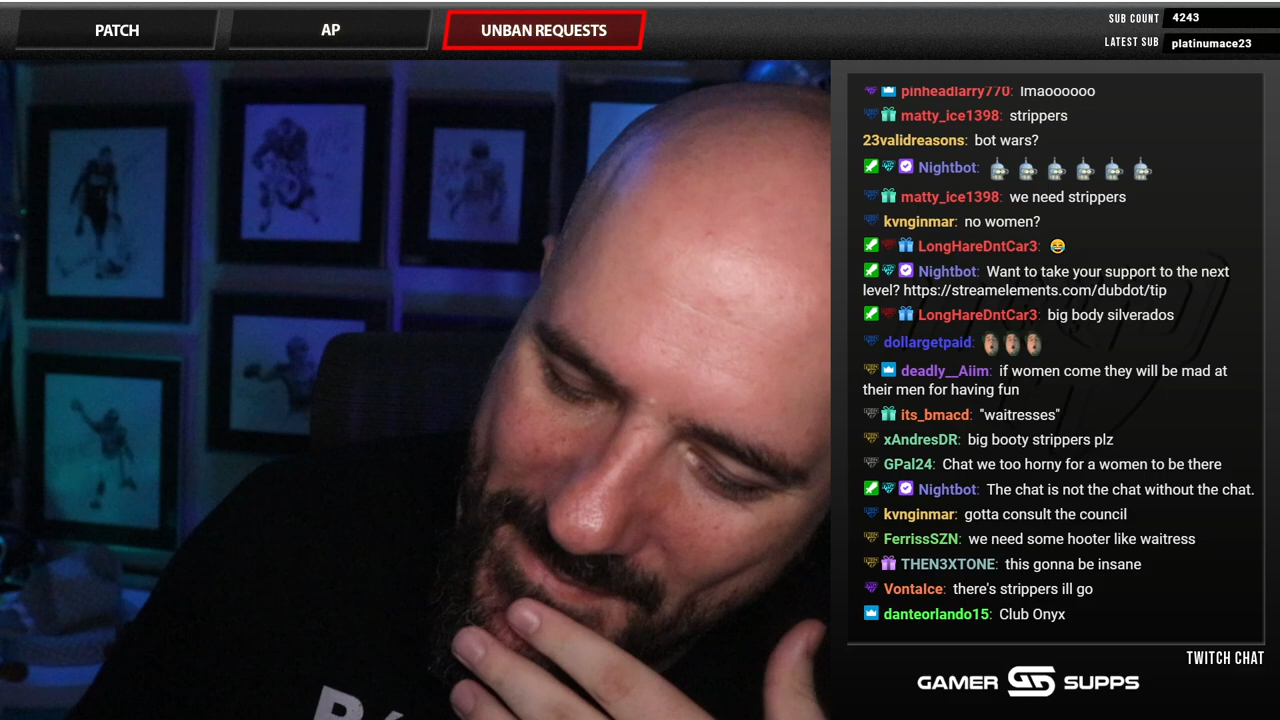 PATCH
AP
UNBAN REQUESTS
SUB COUNT 4243
LATEST SUB platinumace23
pinheadlarry770: lmaoooooo
matty_ice1398: strippers
23validreasons: bot wars?
Nightbot:
matty_ice1398: we need strippers
kvnginmar: no women?
LongHareDntCar3: 😂
Nightbot: Want to take your support to the next
level? https://streamelements.com/dubdot/tip
LongHareDntCar3: big body silverados
dollargetpaid:
deadly__Aiim: if women come they will be mad at
their men for having fun
its_bmacd: "waitresses"
xAndresDR: big booty strippers plz
GPal24: Chat we too horny for a women to be there
Nightbot: The chat is not the chat without the chat.
kvnginmar: gotta consult the council
FerrissSZN: we need some hooter like waitress
THEN3XTONE: this gonna be insane
VontaIce: there's strippers ill go
danteorlando15: Club Onyx
TWITCH CHAT
GAMER GS SUPPS